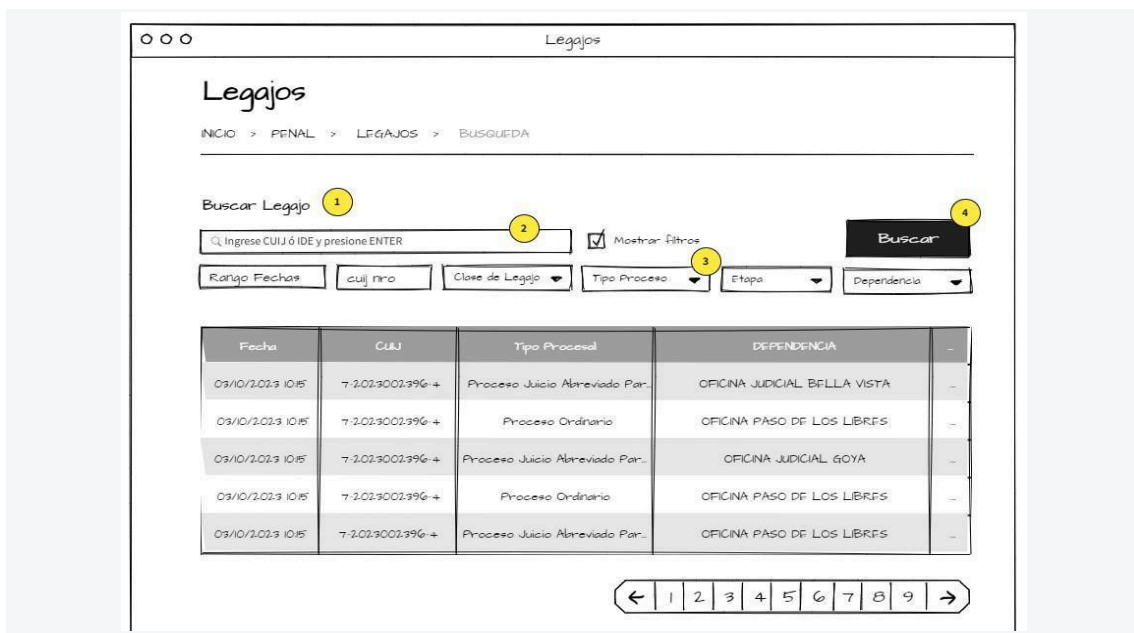 Legajos
Legajos
INICIO > PENAL > LEGAJOS > BUSQUEDA
Buscar Legajo 1
Ingrese CUIJ ó IDE y presione ENTER 2 Mostrar filtros Buscar 4
Rango Fechas cuij nro Clase de Legajo Tipo Proceso 3 Etapa Dependencia
Fecha CUIJ Tipo Procesal DEPENDENCIA ...
03/10/2023 10:15 7-2023002396-4 Proceso Juicio Abreviado Par... OFICINA JUDICIAL BELLA VISTA ...
03/10/2023 10:15 7-2023002396-4 Proceso Ordinario OFICINA PASO DE LOS LIBRES ...
03/10/2023 10:15 7-2023002396-4 Proceso Juicio Abreviado Par... OFICINA JUDICIAL GOYA ...
03/10/2023 10:15 7-2023002396-4 Proceso Ordinario OFICINA PASO DE LOS LIBRES ...
03/10/2023 10:15 7-2023002396-4 Proceso Juicio Abreviado Par... OFICINA PASO DE LOS LIBRES ...
← 1 2 3 4 5 6 7 8 9 →